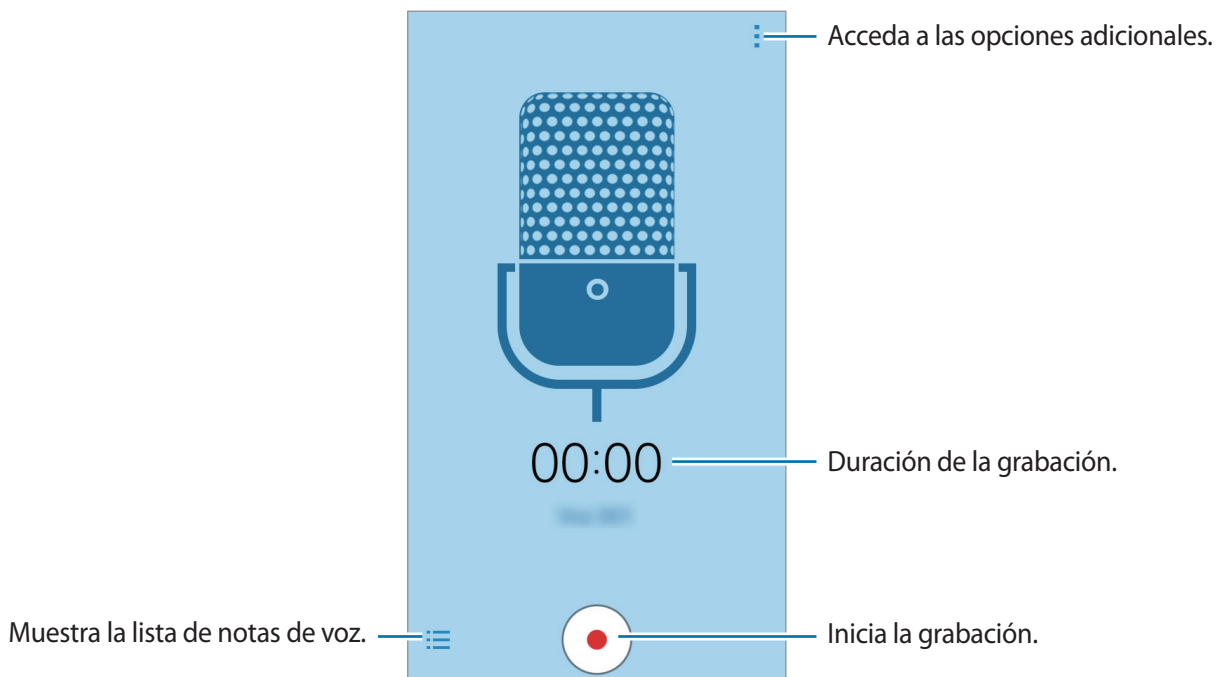 Acceda a las opciones adicionales.
00:00
Duración de la grabación.
Muestra la lista de notas de voz.
Inicia la grabación.